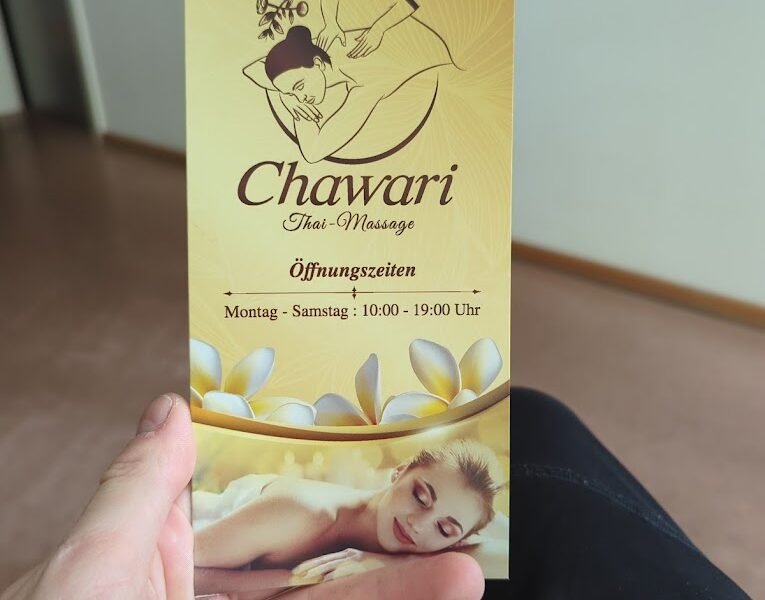 Chawari
Thai-Massage
Öffnungszeiten
Montag - Samstag : 10:00 - 19:00 Uhr